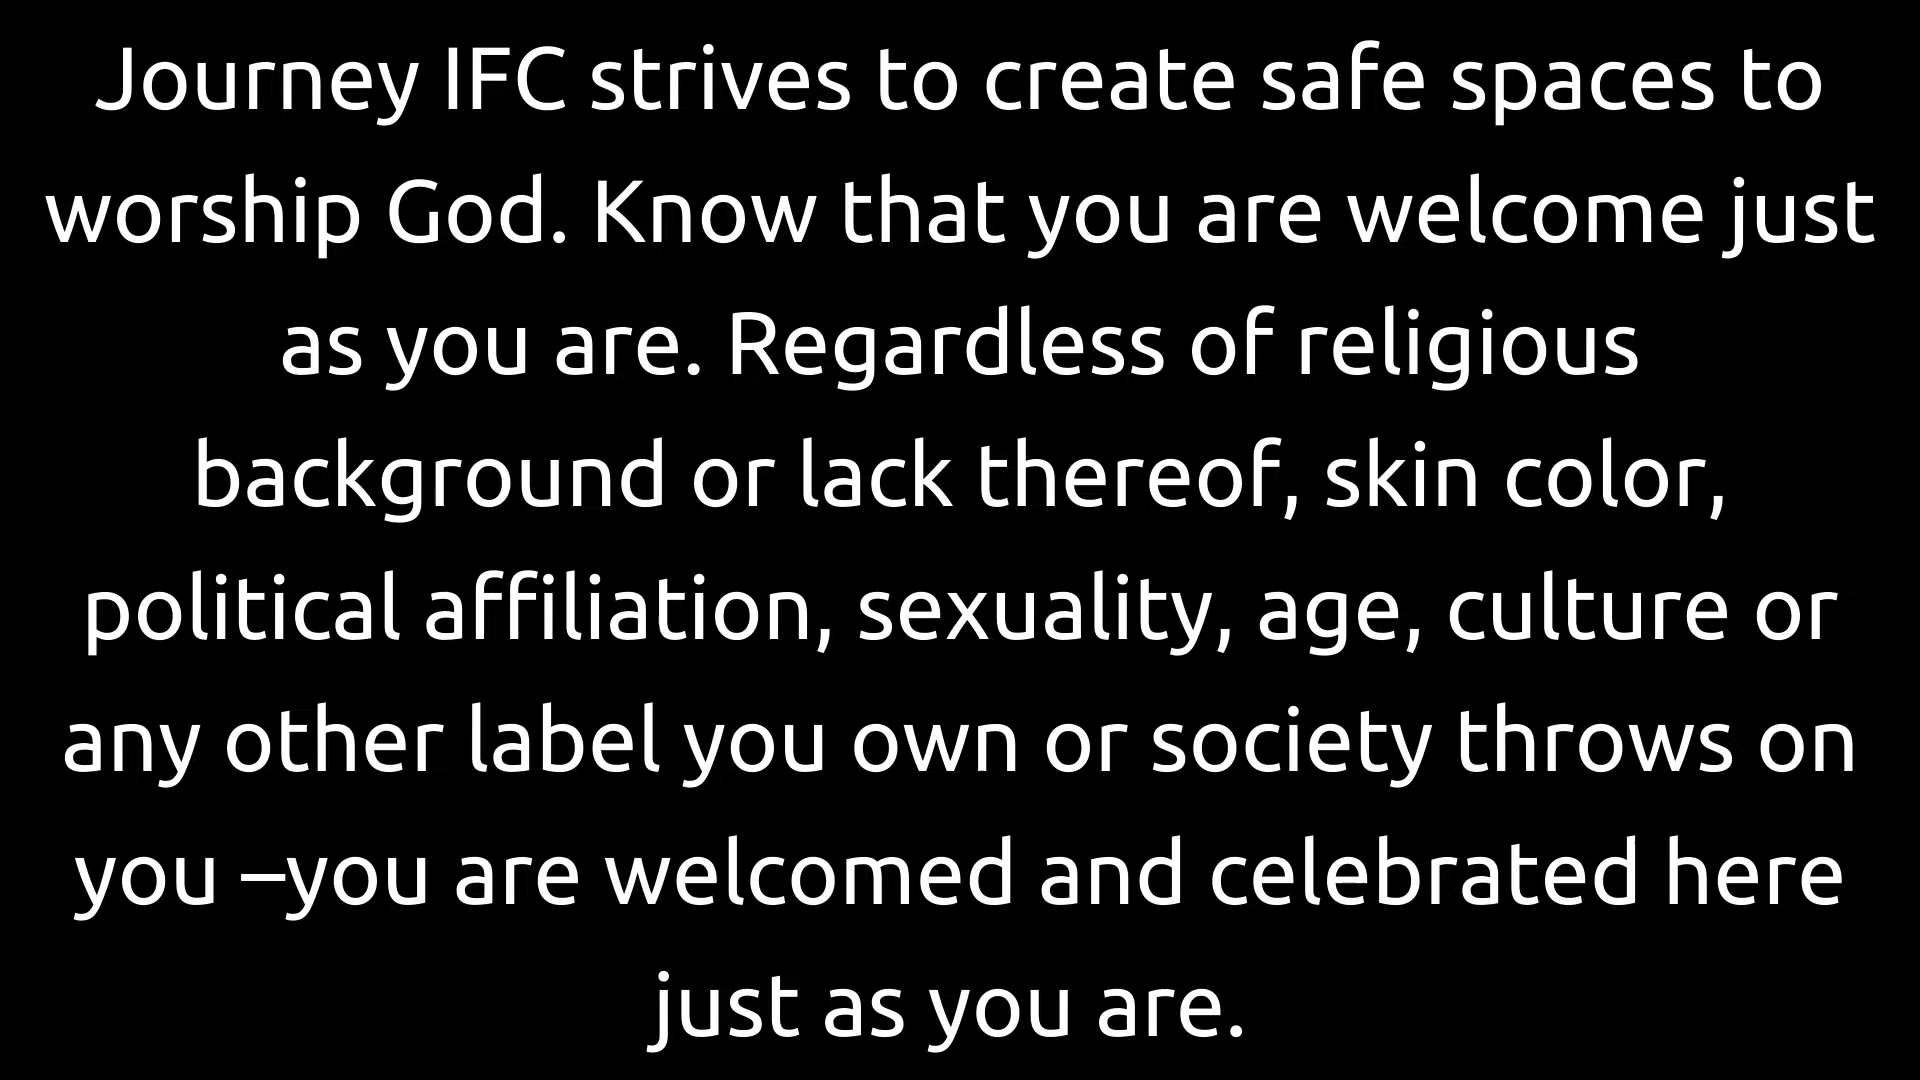 Journey IFC strives to create safe spaces to
worship God. Know that you are welcome just
as you are. Regardless of religious
background or lack thereof, skin color,
political affiliation, sexuality, age, culture or
any other label you own or society throws on
you –you are welcomed and celebrated here
just as you are.